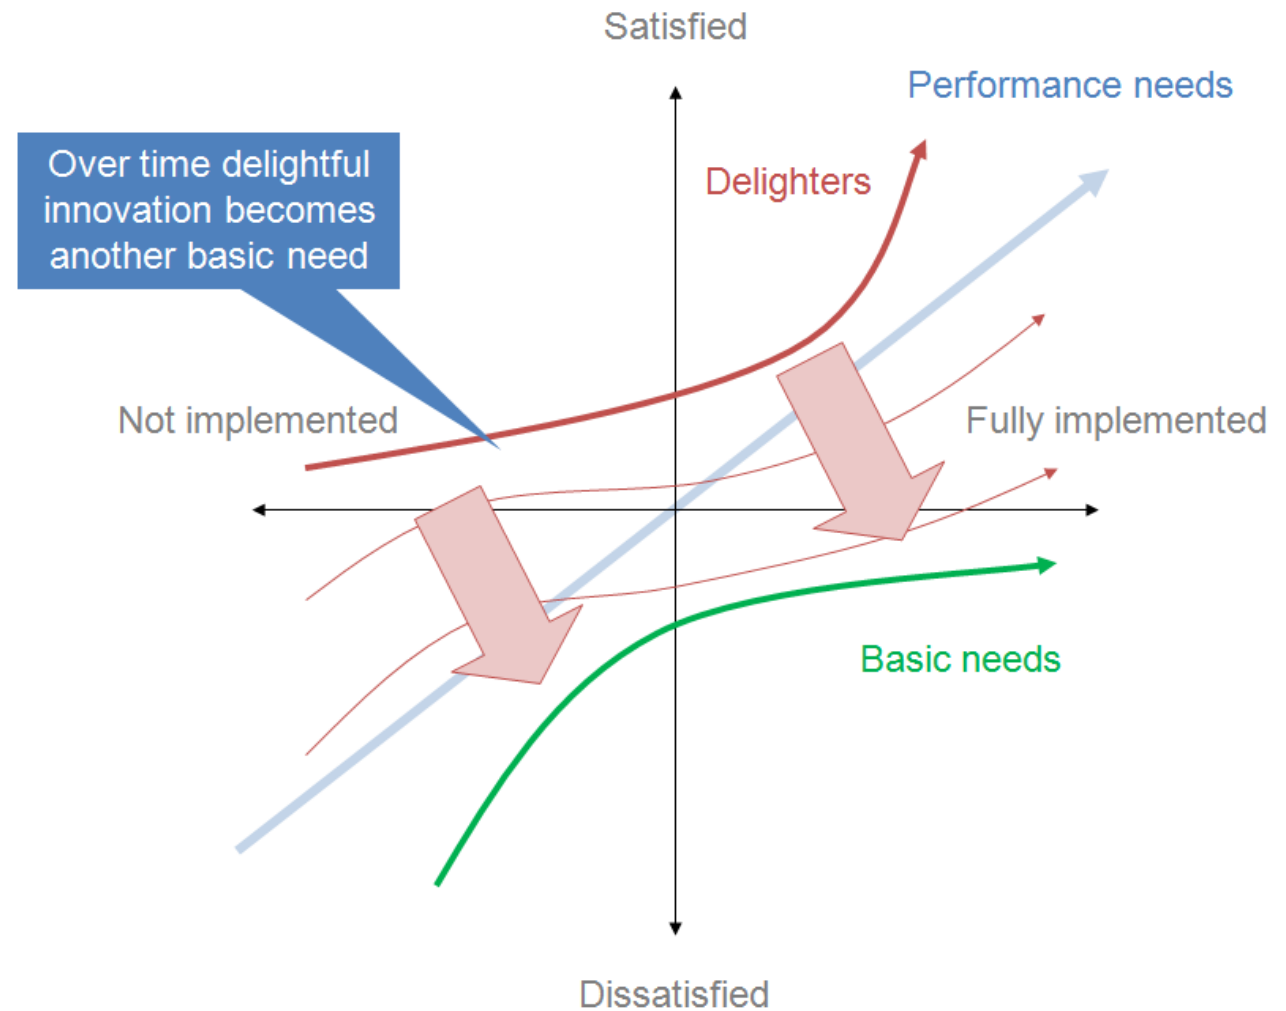 Satisfied
Performance needs
Delighters
Over time delightful
innovation becomes
another basic need
Not implemented
Fully implemented
Basic needs
Dissatisfied